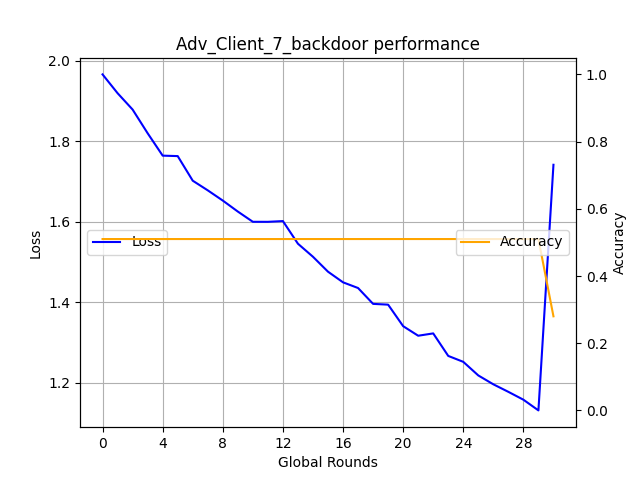 Adv_Client_7_backdoor performance
2.0
1.8
1.6
1.4
1.2
Loss
Loss
Accuracy
1.0
0.8
0.6
0.4
0.2
0.0
Accuracy
0 4 8 12 16 20 24 28
Global Rounds